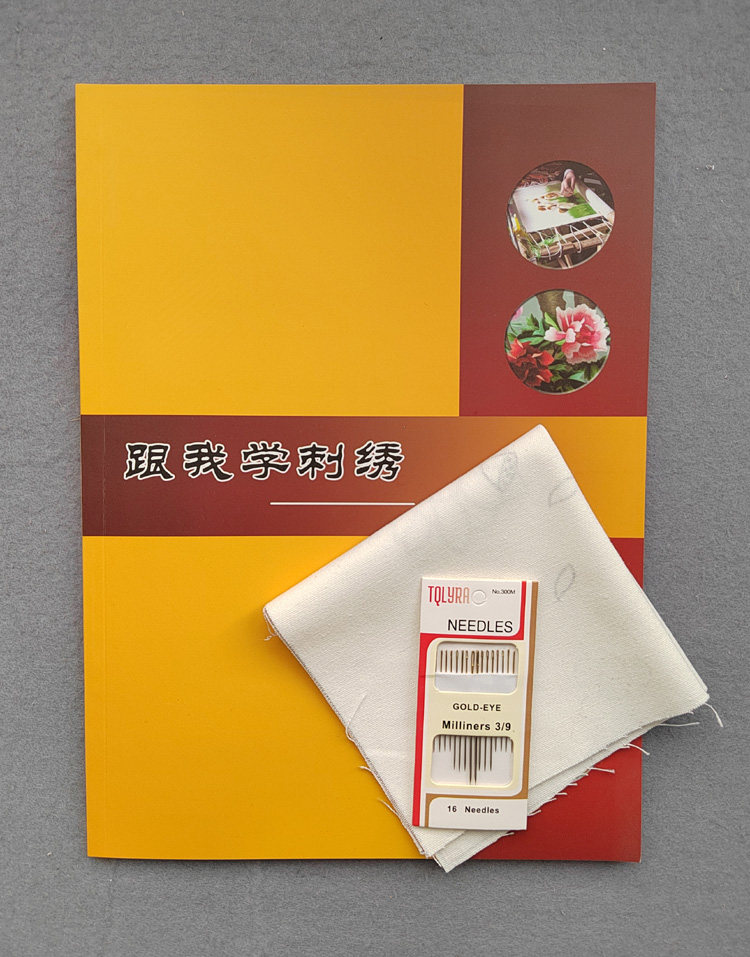 跟我学刺绣
TQLYRA
No.300M
NEEDLES
GOLD-EYE
Milliners 3/9
16 Needles